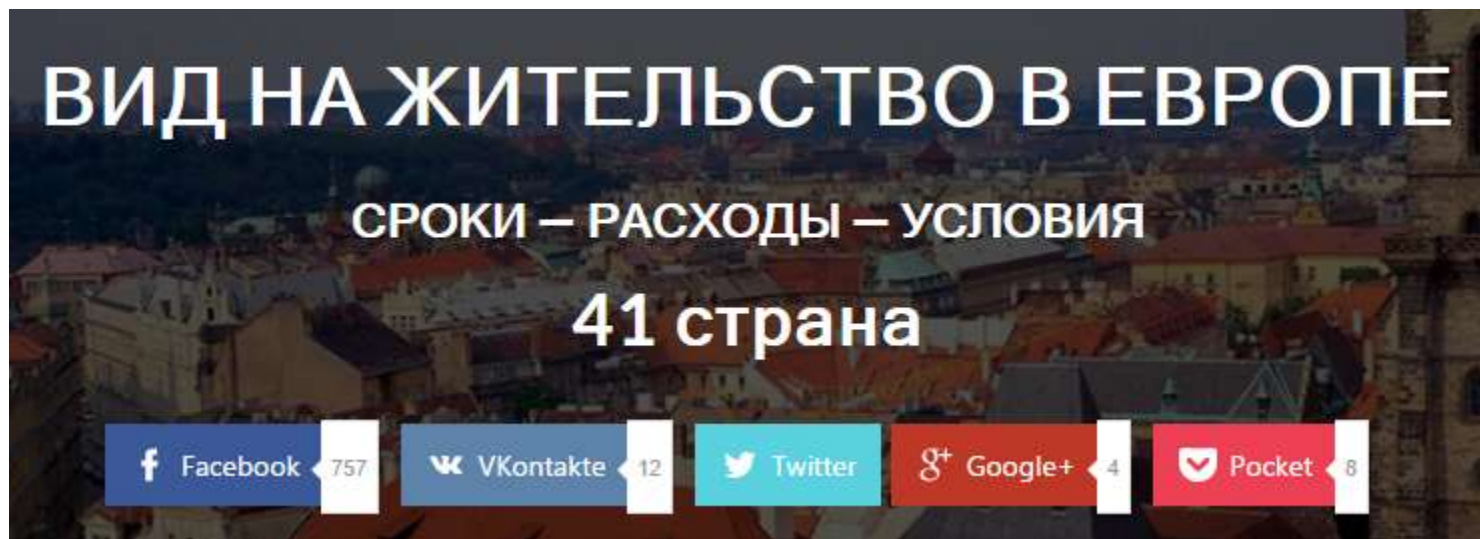 ВИД НА ЖИТЕЛЬСТВО В ЕВРОПЕ
СРОКИ – РАСХОДЫ – УСЛОВИЯ
41 страна
Facebook 757 VKontakte 12 Twitter Google+ 4 Pocket 8